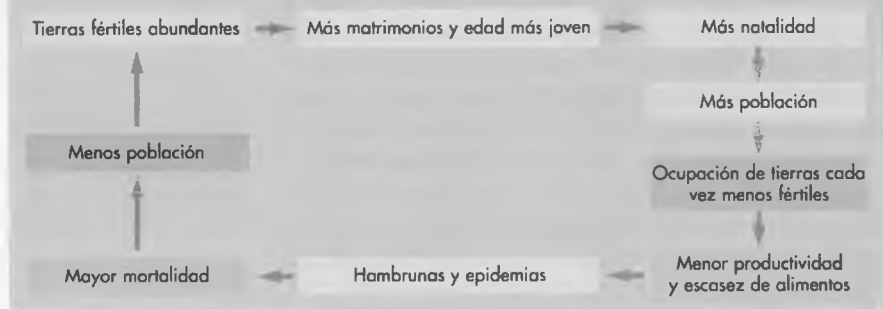 Tierras fértiles abundantes
Más matrimonios y edad más joven
Más natalidad
Más población
Menos población
Ocupación de tierras cada
vez menos fértiles
Mayor mortalidad
Hambrunas y epidemias
Menor productividad
y escasez de alimentos